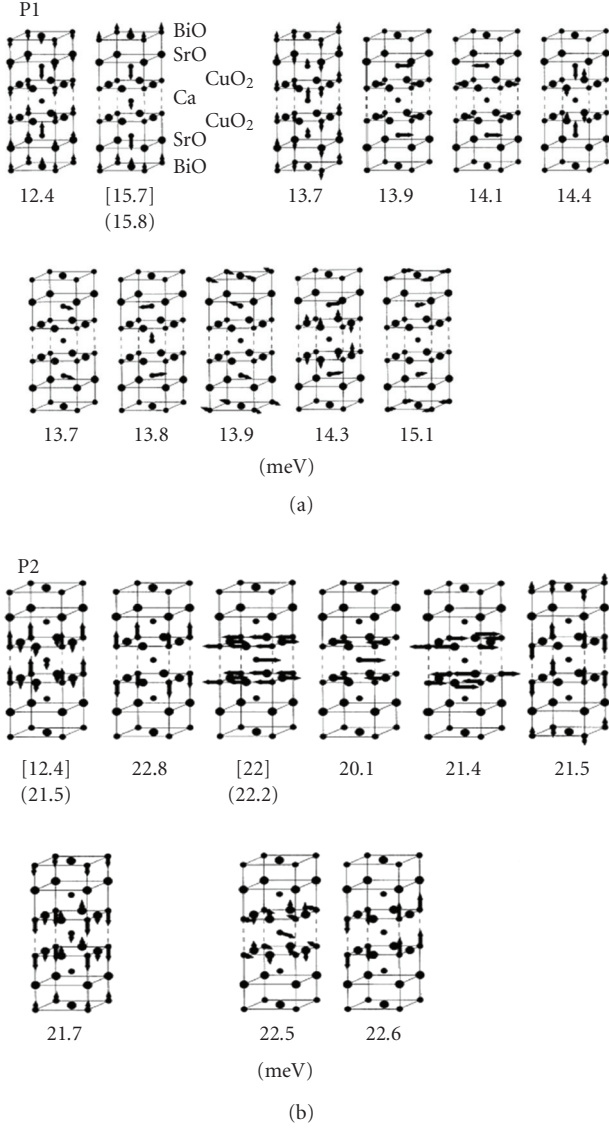 P1
BiO
SrO
CuO2
Ca
CuO2
SrO
BiO
12.4 [15.7] 13.7 13.9 14.1 14.4
(15.8)
13.7 13.8 13.9 14.3 15.1
(meV)
(a)
P2
[12.4] 22.8 [22] 20.1 21.4 21.5
(21.5) (22.2)
21.7 22.5 22.6
(meV)
(b)